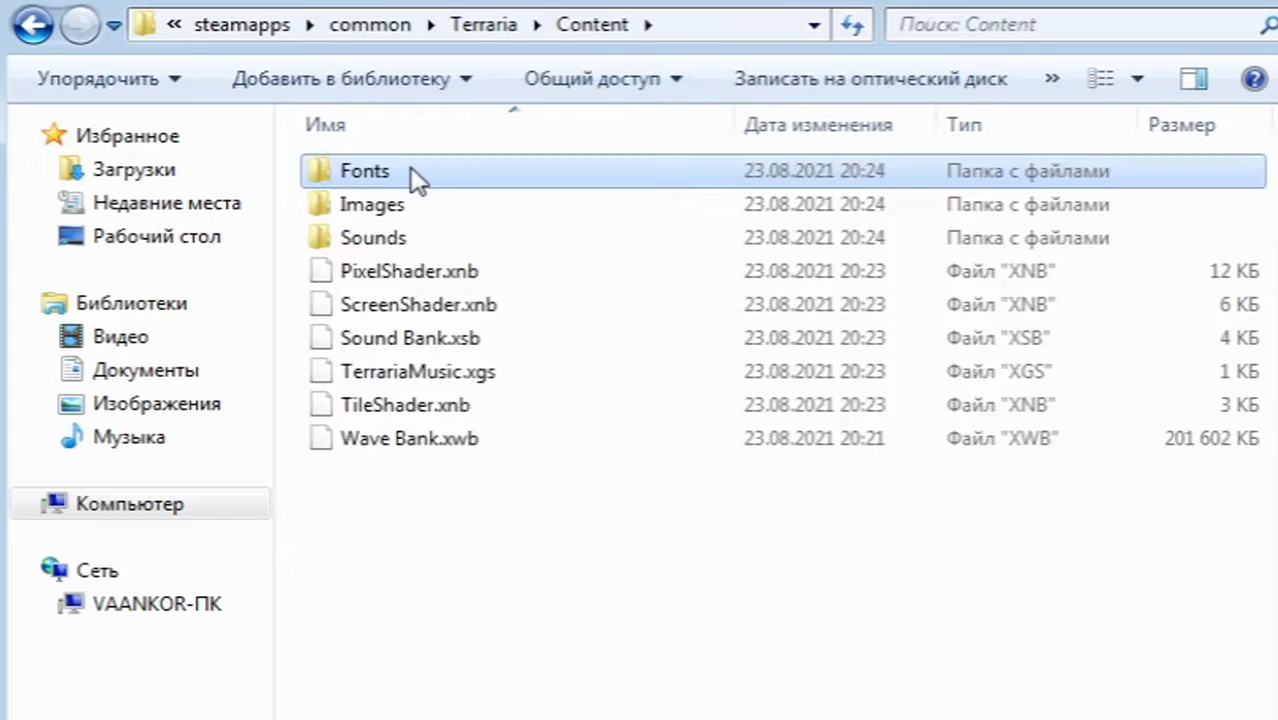 « steamapps ▸ common ▸ Terraria ▸ Content ▸ Поиск: Content
Упорядочить Добавить в библиотеку Общий доступ Записать на оптический диск »
Имя Дата изменения Тип Размер
Избранное
Загрузки
Недавние места
Рабочий стол
Библиотеки
Видео
Документы
Изображения
Музыка
Компьютер
Сеть
VAANKOR-ПК
Fonts 23.08.2021 20:24 Папка с файлами
Images 23.08.2021 20:24 Папка с файлами
Sounds 23.08.2021 20:24 Папка с файлами
PixelShader.xnb 23.08.2021 20:23 Файл "XNB" 12 КБ
ScreenShader.xnb 23.08.2021 20:23 Файл "XNB" 6 КБ
Sound Bank.xsb 23.08.2021 20:23 Файл "XSB" 4 КБ
TerrariaMusic.xgs 23.08.2021 20:23 Файл "XGS" 1 КБ
TileShader.xnb 23.08.2021 20:23 Файл "XNB" 3 КБ
Wave Bank.xwb 23.08.2021 20:21 Файл "XWB" 201 602 КБ